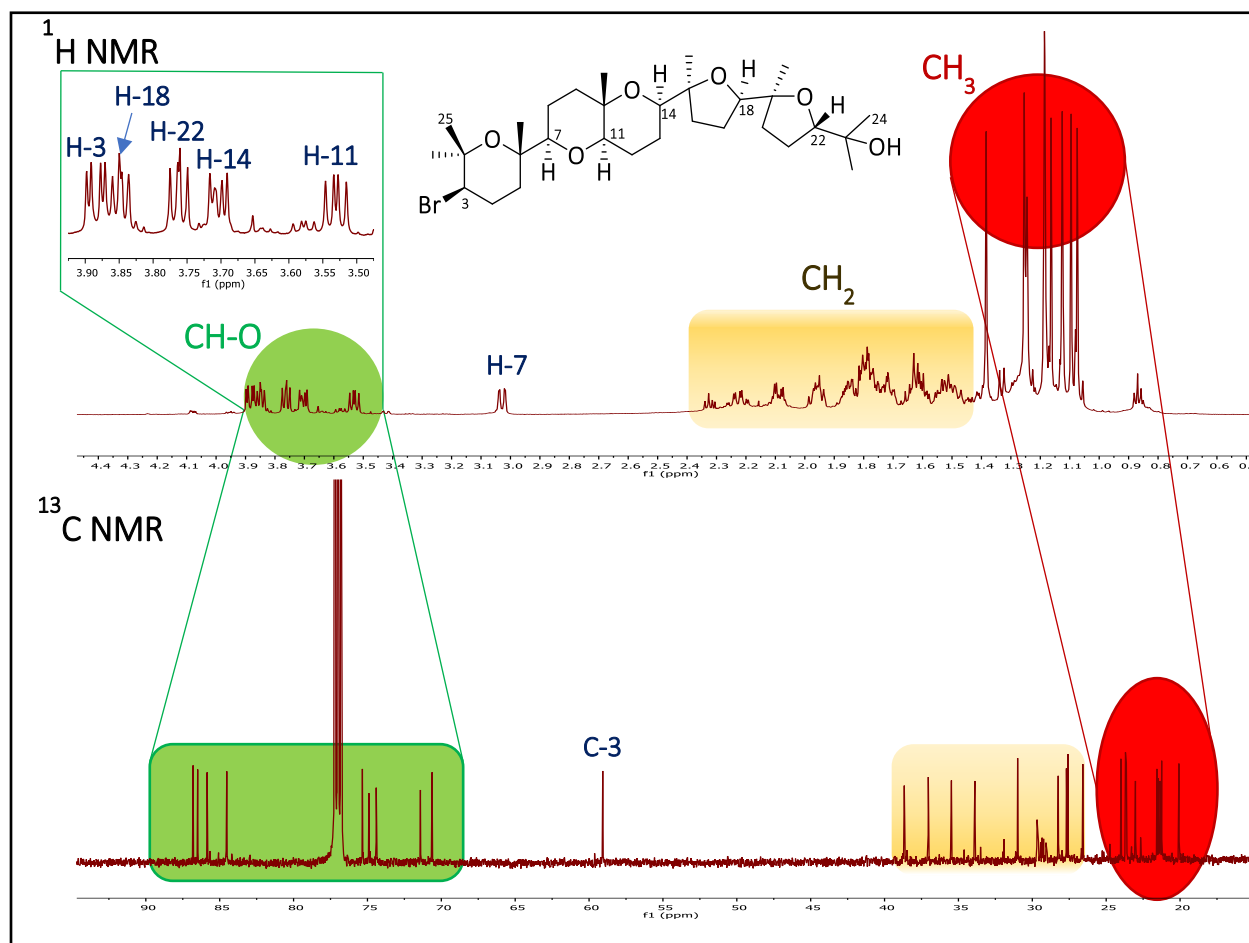 ¹H NMR
H-18
H-3
H-22
H-14
H-11
3.90 3.85 3.80 3.75 3.70 3.65 3.60 3.55 3.50
f1 (ppm)
25
O
Br
3
7
O
H
11
H
O
H
14
O
H
18
O
H
22
24
OH
CH₃
CH-O
H-7
CH₂
4.4 4.3 4.2 4.1 4.0 3.9 3.8 3.7 3.6 3.5 3.4 3.3 3.2 3.1 3.0 2.9 2.8 2.7 2.6 2.5 2.4 2.3 2.2 2.1 2.0 1.9 1.8 1.7 1.6 1.5 1.4 1.3 1.2 1.1 1.0 0.9 0.8 0.7 0.6
f1 (ppm)
¹³C NMR
C-3
90 85 80 75 70 65 60 55 50 45 40 35 30 25 20
f1 (ppm)